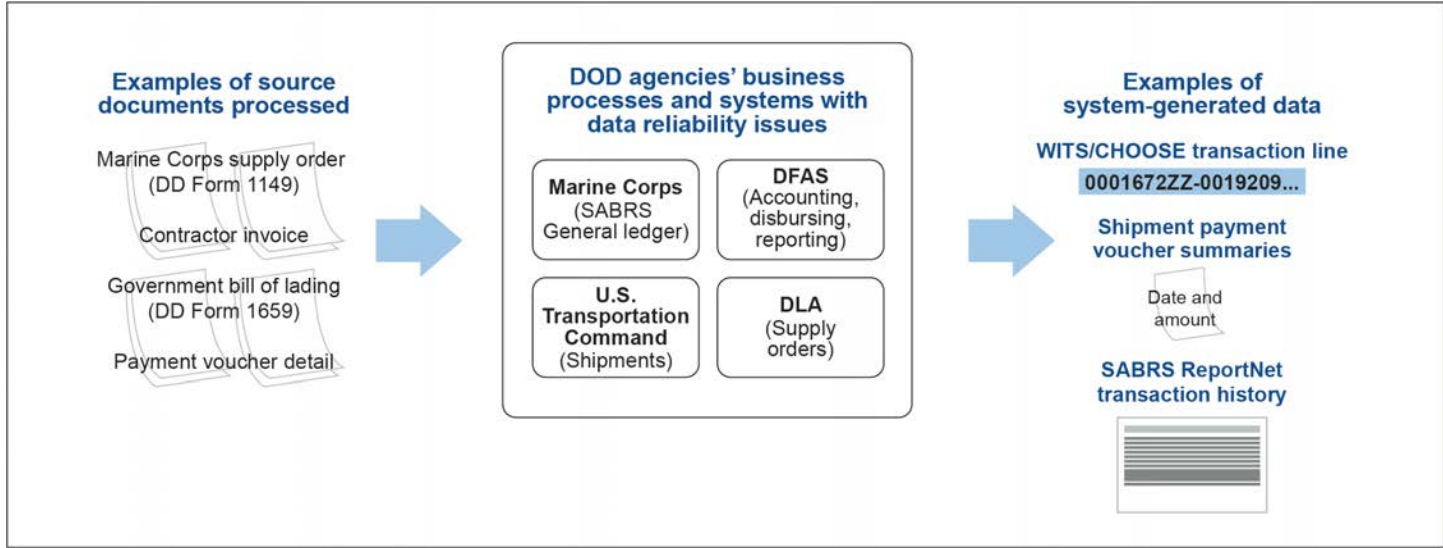 Examples of source
documents processed
Marine Corps supply order
(DD Form 1149)
Contractor invoice
Government bill of lading
(DD Form 1659)
Payment voucher detail
DOD agencies’ business
processes and systems with
data reliability issues
Marine Corps
(SABRS
General ledger)
DFAS
(Accounting,
disbursing,
reporting)
U.S.
Transportation
Command
(Shipments)
DLA
(Supply
orders)
Examples of
system-generated data
WITS/CHOOSE transaction line
0001672ZZ-0019209...
Shipment payment
voucher summaries
Date and
amount
SABRS ReportNet
transaction history